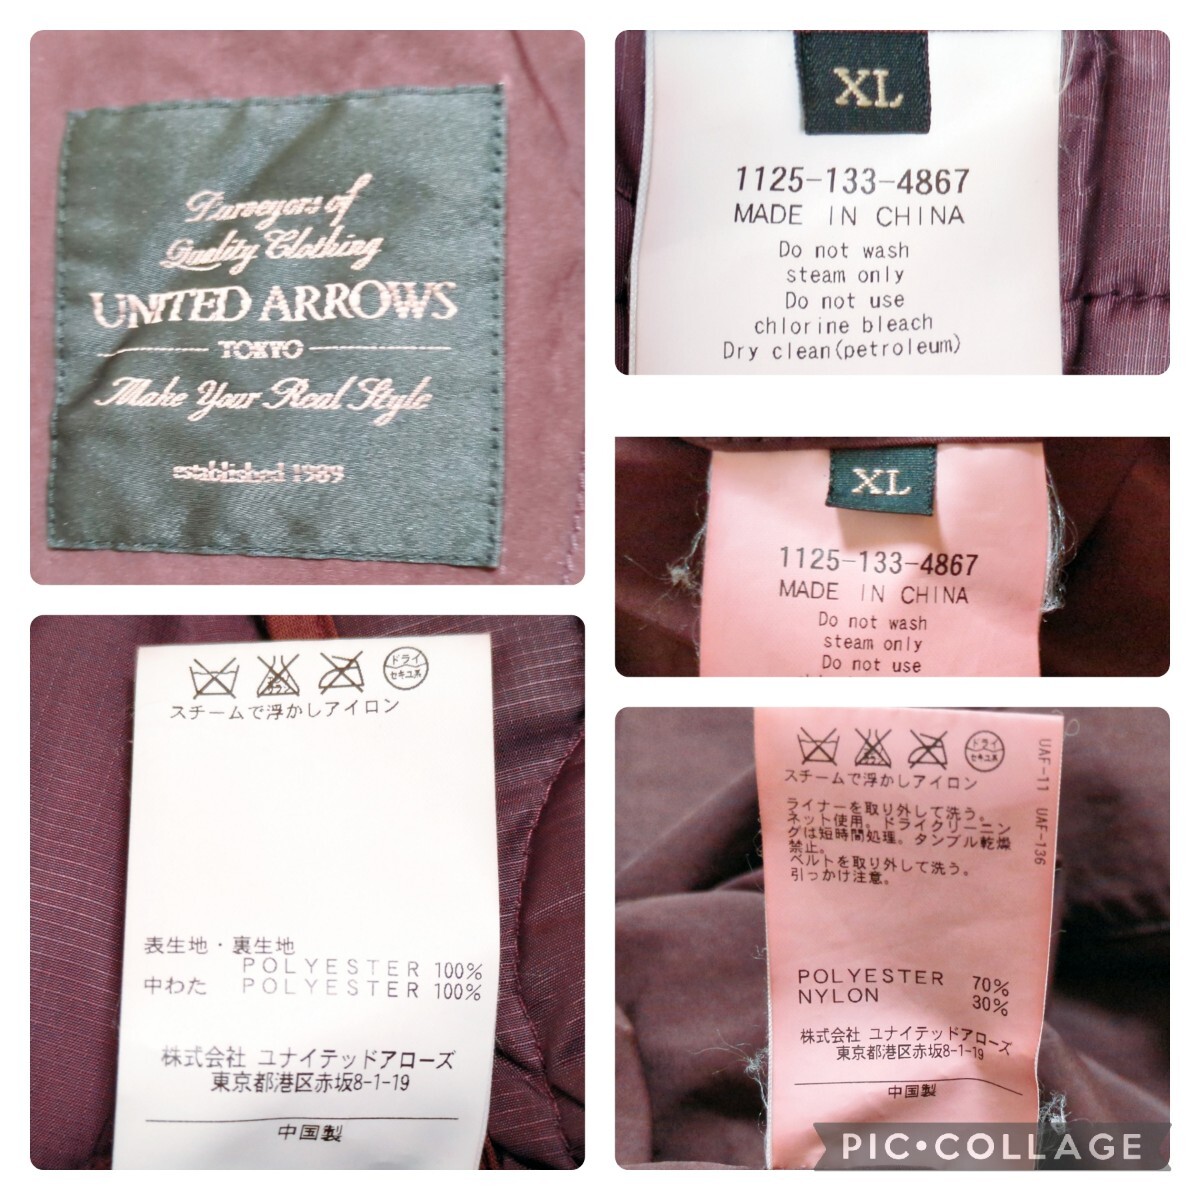 Purveyors of
Quality Clothing
UNITED ARROWS
TOKYO
Make Your Real Style
established 1989
XL
1125-133-4867
MADE IN CHINA
Do not wash
steam only
Do not use
chlorine bleach
Dry clean(petroleum)
XL
1125-133-4867
MADE IN CHINA
Do not wash
steam only
Do not use
ドライ
セキユ系
スチームで浮かしアイロン
表生地・裏生地
POLYESTER 100%
中わた POLYESTER 100%
株式会社 ユナイテッドアローズ
東京都港区赤坂8-1-19
中国製
ドライ
セキユ系
スチームで浮かしアイロン
ライナーを取り外して洗う。
ネット使用。ドライクリーニン
グは短時間処理。タンブル乾燥
禁止。
ベルトを取り外して洗う。
引っかけ注意。
UAF-11 UAF-136
POLYESTER 70%
NYLON 30%
株式会社 ユナイテッドアローズ
東京都港区赤坂8-1-19
中国製
PIC•COLLAGE